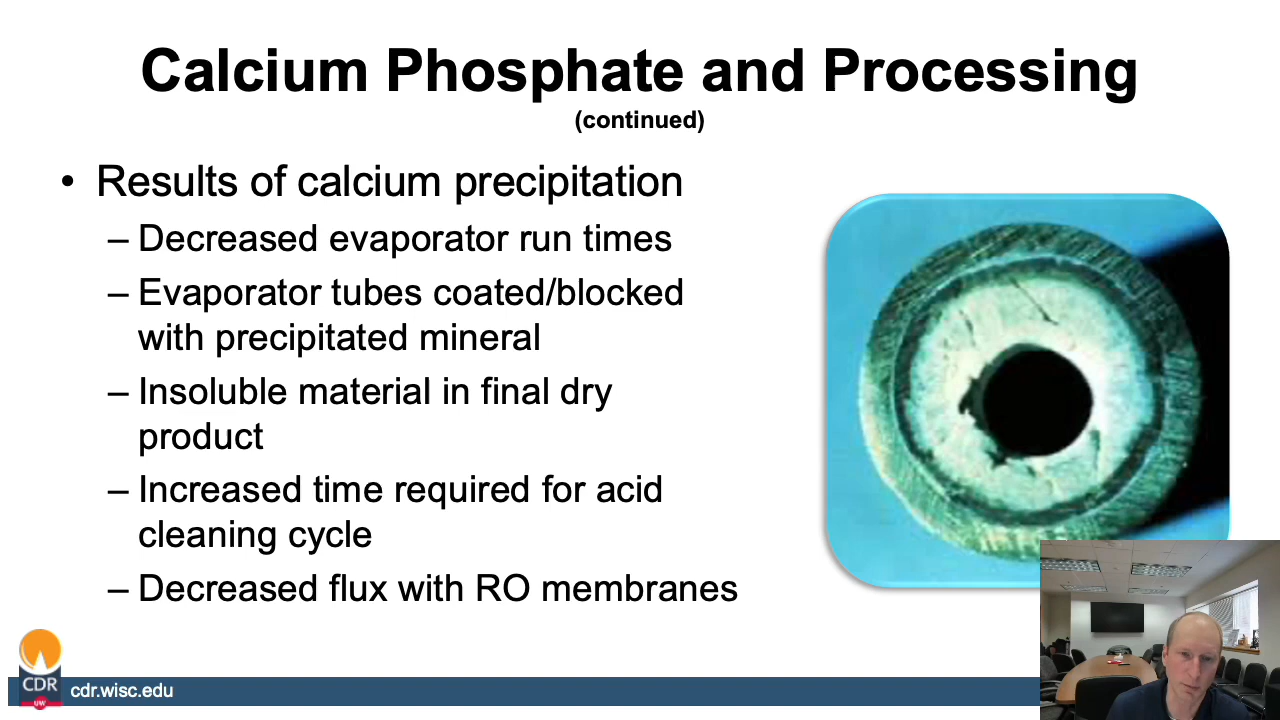 Calcium Phosphate and Processing
(continued)
• Results of calcium precipitation
– Decreased evaporator run times
– Evaporator tubes coated/blocked
with precipitated mineral
– Insoluble material in final dry
product
– Increased time required for acid
cleaning cycle
– Decreased flux with RO membranes
CDR
UW
cdr.wisc.edu